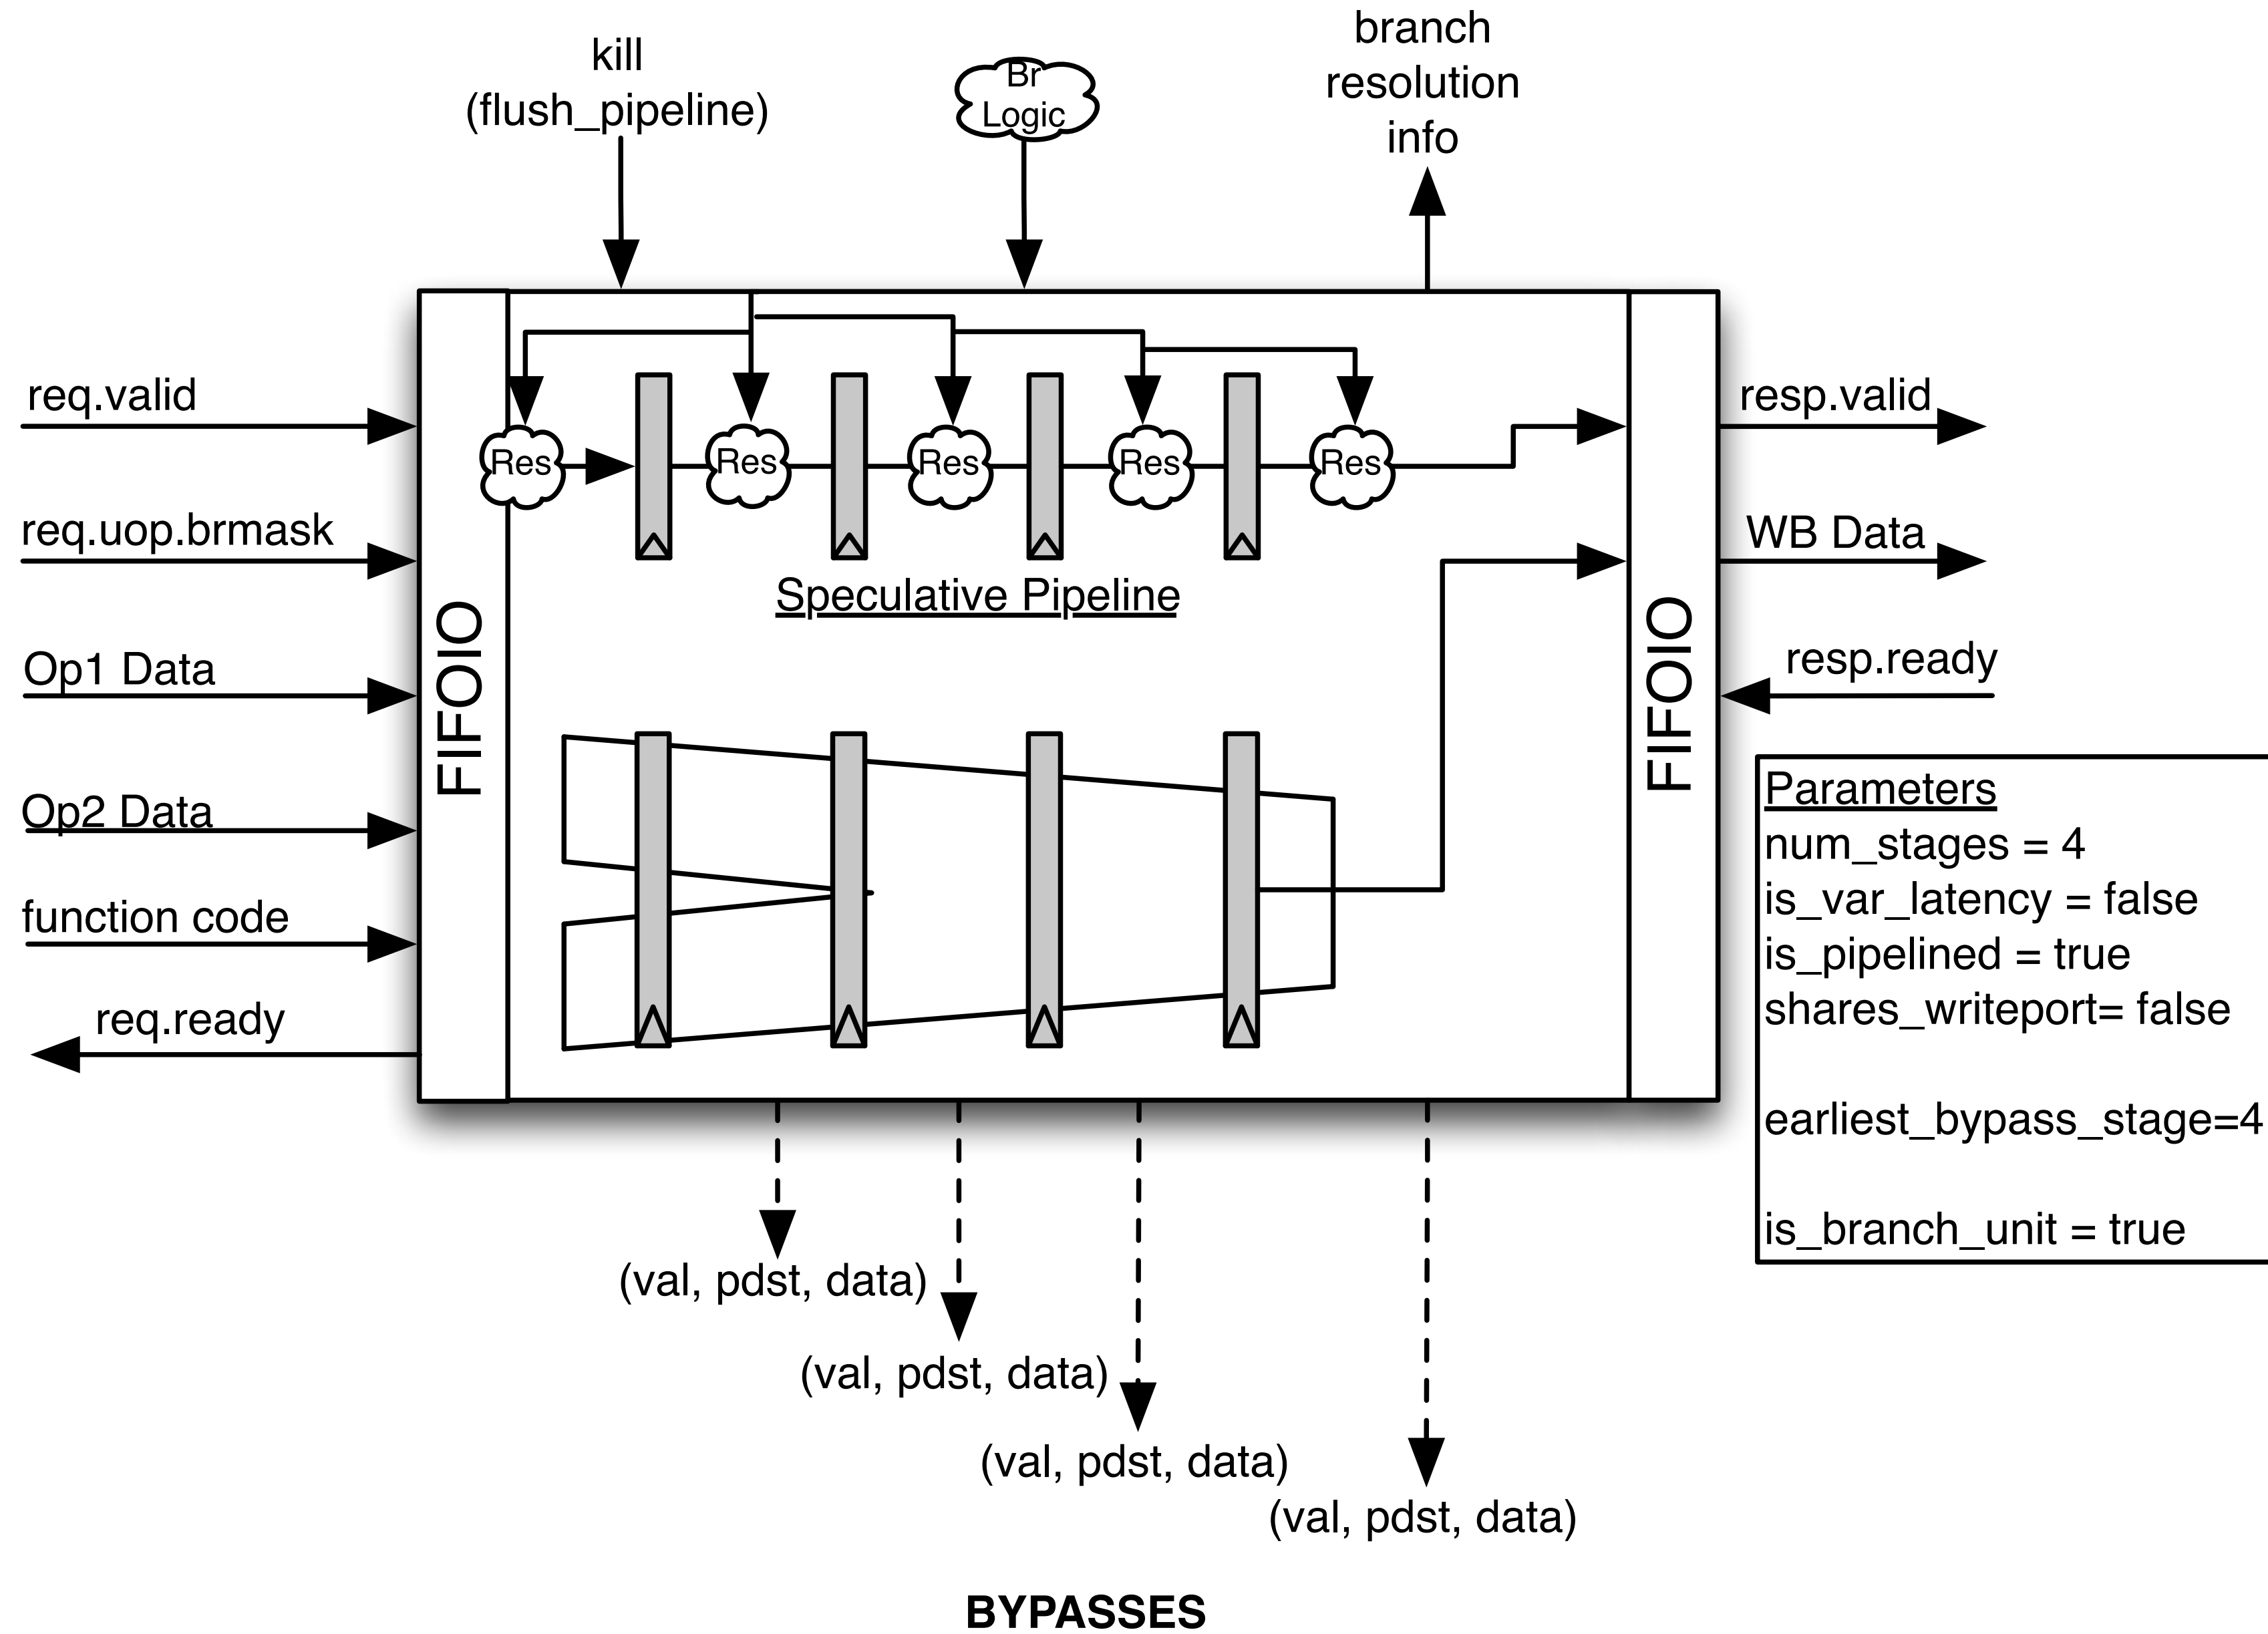 kill
(flush_pipeline)
Br
Logic
branch
resolution
info
req.valid
req.uop.brmask
Op1 Data
Op2 Data
function code
req.ready
FIFOIO
Res
Res
Res
Res
Res
Speculative Pipeline
FIFOIO
resp.valid
WB Data
resp.ready
Parameters
num_stages = 4
is_var_latency = false
is_pipelined = true
shares_writeport= false
earliest_bypass_stage=4
is_branch_unit = true
(val, pdst, data)
(val, pdst, data)
(val, pdst, data)
(val, pdst, data)
BYPASSES